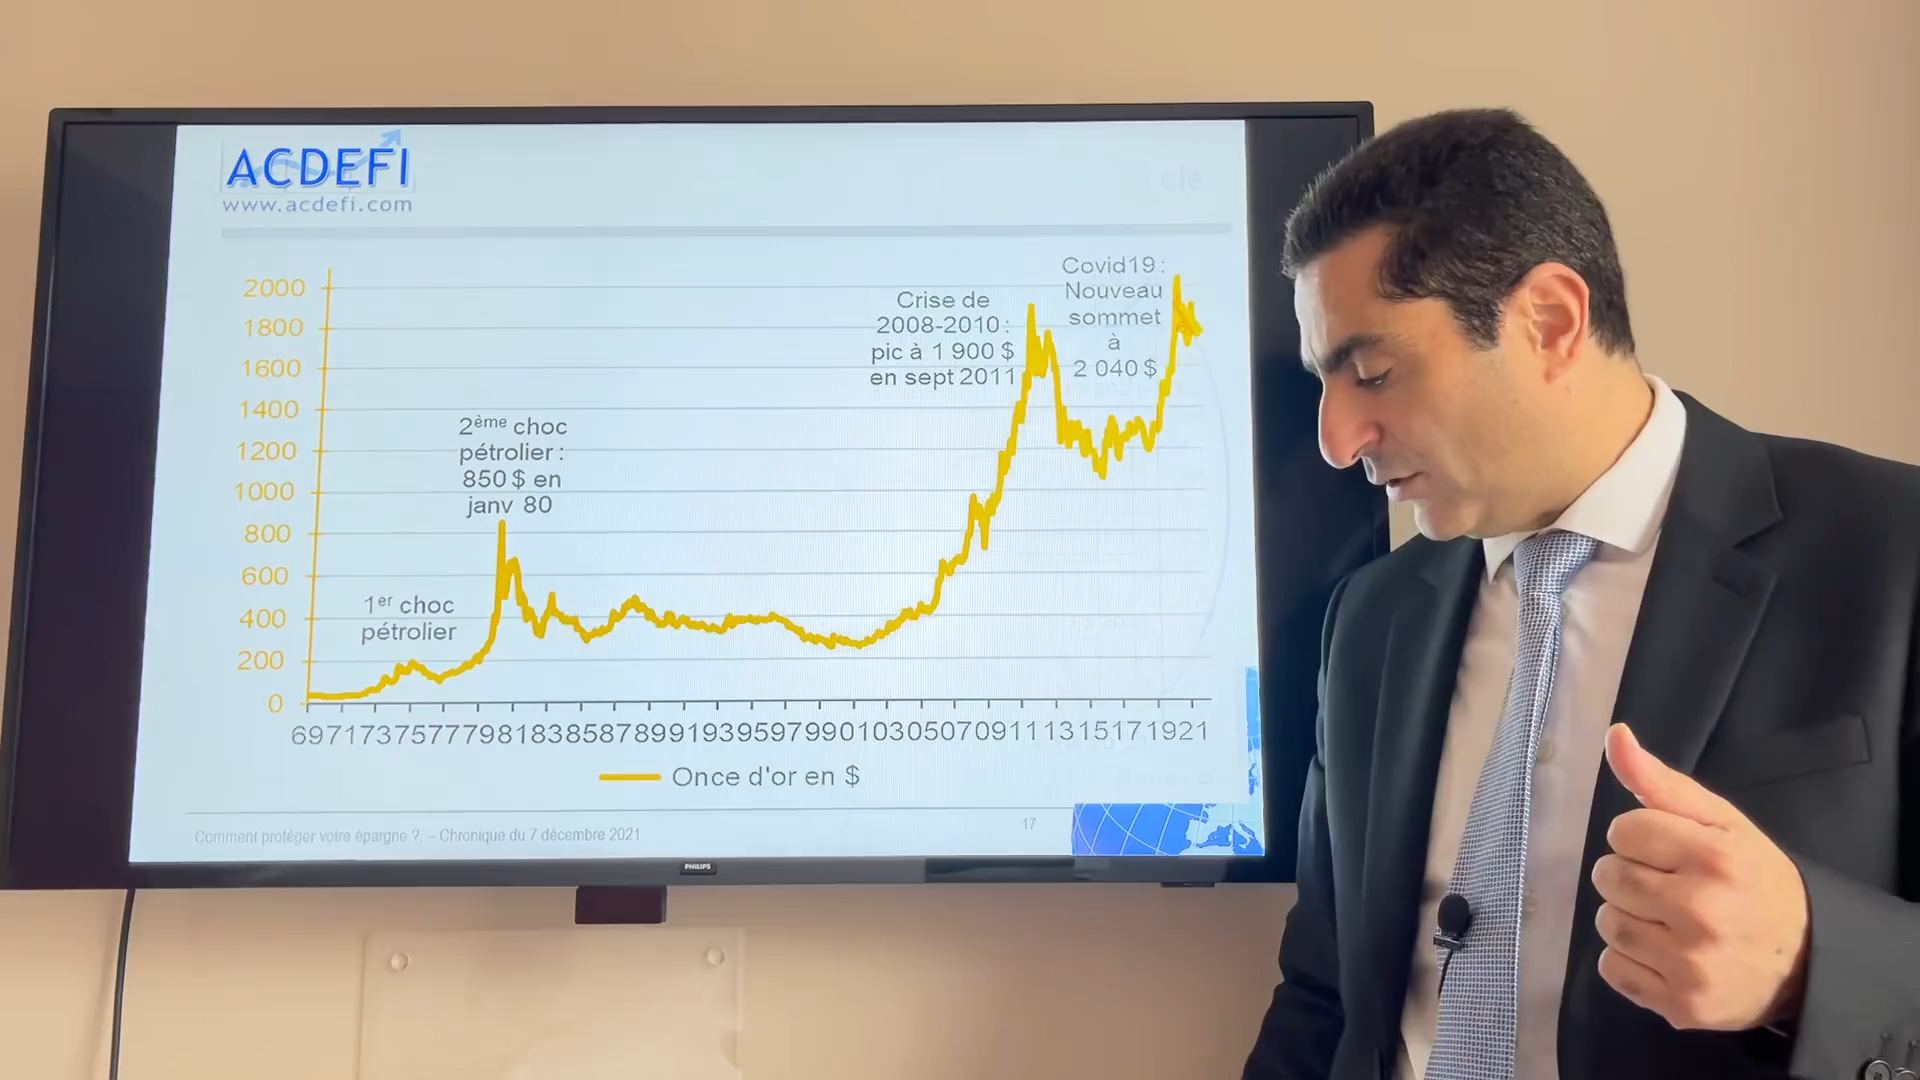 ACDEFI
www.acdefi.com
cle
2000
1800
1600
1400
1200
1000
800
600
400
200
0
1er choc
pétrolier
2ème choc
pétrolier :
850 $ en
janv 80
Crise de
2008-2010 :
pic à 1 900 $
en sept 2011
Covid19 :
Nouveau
sommet
à
2 040 $
697173757779818385878991939597990103050709111315171921
Once d'or en $
Comment protéger votre épargne ?. – Chronique du 7 décembre 2021
17
PHILIPS